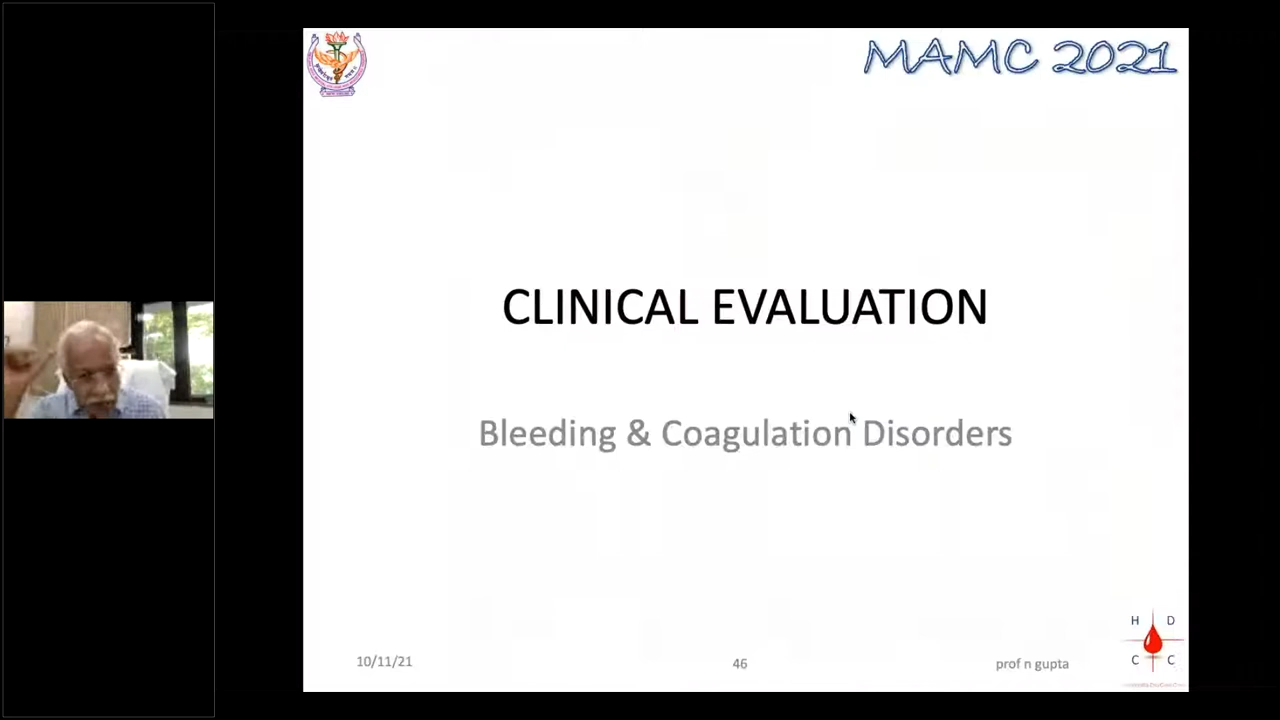 MAMC 2021
CLINICAL EVALUATION
Bleeding & Coagulation Disorders
H D
C C
10/11/21
46
prof n gupta